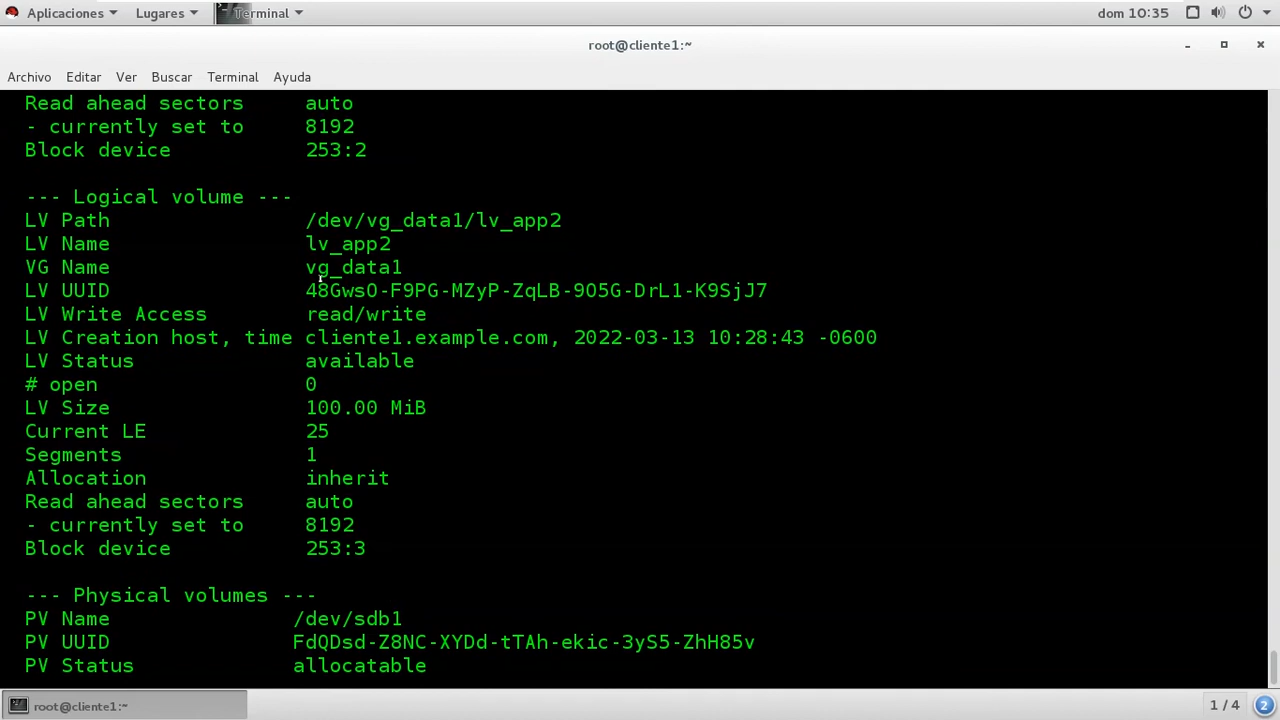 Aplicaciones Lugares Terminal dom 10:35
root@cliente1:~
Archivo Editar Ver Buscar Terminal Ayuda
Read ahead sectors auto
- currently set to 8192
Block device 253:2
--- Logical volume ---
LV Path /dev/vg_data1/lv_app2
LV Name lv_app2
VG Name vg_data1
LV UUID 48GwsO-F9PG-MZyP-ZqLB-9O5G-DrL1-K9SjJ7
LV Write Access read/write
LV Creation host, time cliente1.example.com, 2022-03-13 10:28:43 -0600
LV Status available
# open 0
LV Size 100.00 MiB
Current LE 25
Segments 1
Allocation inherit
Read ahead sectors auto
- currently set to 8192
Block device 253:3
--- Physical volumes ---
PV Name /dev/sdb1
PV UUID FdQDsd-Z8NC-XYDd-tTAh-ekic-3yS5-ZhH85v
PV Status allocatable
root@cliente1:~ 1 / 4 2